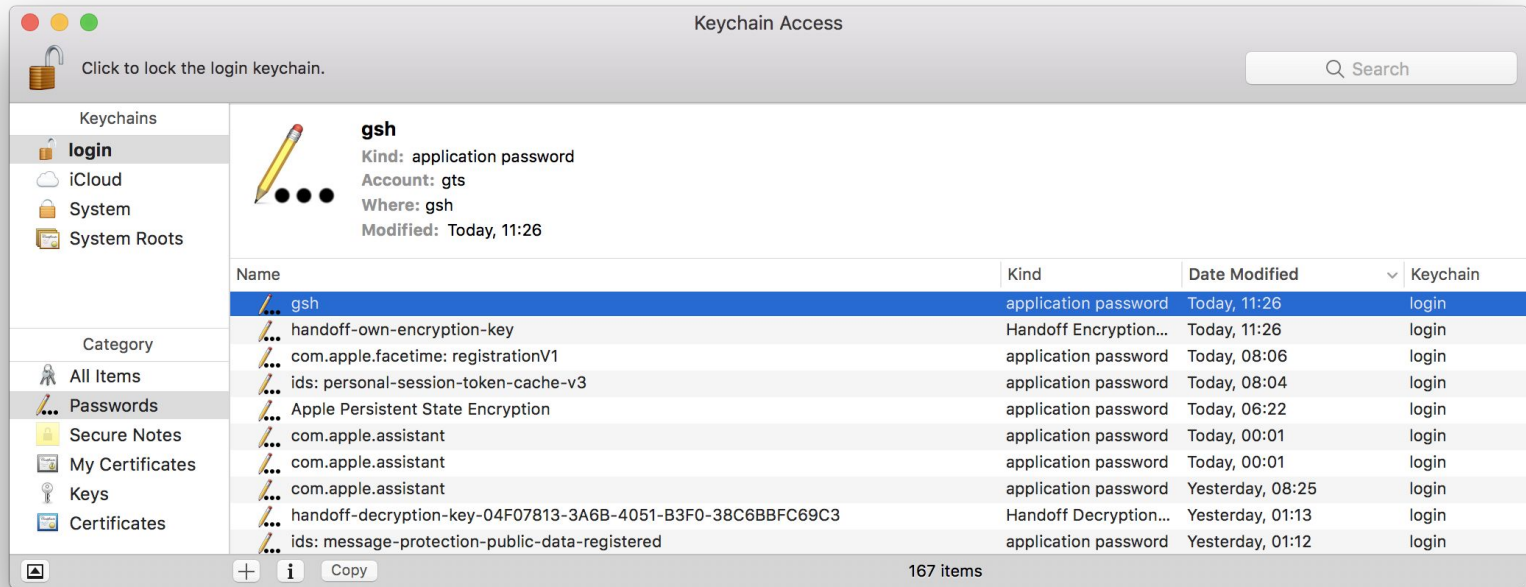 Keychain Access
Click to lock the login keychain.
Search
Keychains
login
iCloud
System
System Roots
Category
All Items
Passwords
Secure Notes
My Certificates
Keys
Certificates
gsh
Kind: application password
Account: gts
Where: gsh
Modified: Today, 11:26
Name Kind Date Modified Keychain
gsh application password Today, 11:26 login
handoff-own-encryption-key Handoff Encryption... Today, 11:26 login
com.apple.facetime: registrationV1 application password Today, 08:06 login
ids: personal-session-token-cache-v3 application password Today, 08:04 login
Apple Persistent State Encryption application password Today, 06:22 login
com.apple.assistant application password Today, 00:01 login
com.apple.assistant application password Today, 00:01 login
com.apple.assistant application password Yesterday, 08:25 login
handoff-decryption-key-04F07813-3A6B-4051-B3F0-38C6BBFC69C3 Handoff Decryption... Yesterday, 01:13 login
ids: message-protection-public-data-registered application password Yesterday, 01:12 login
+ i Copy 167 items